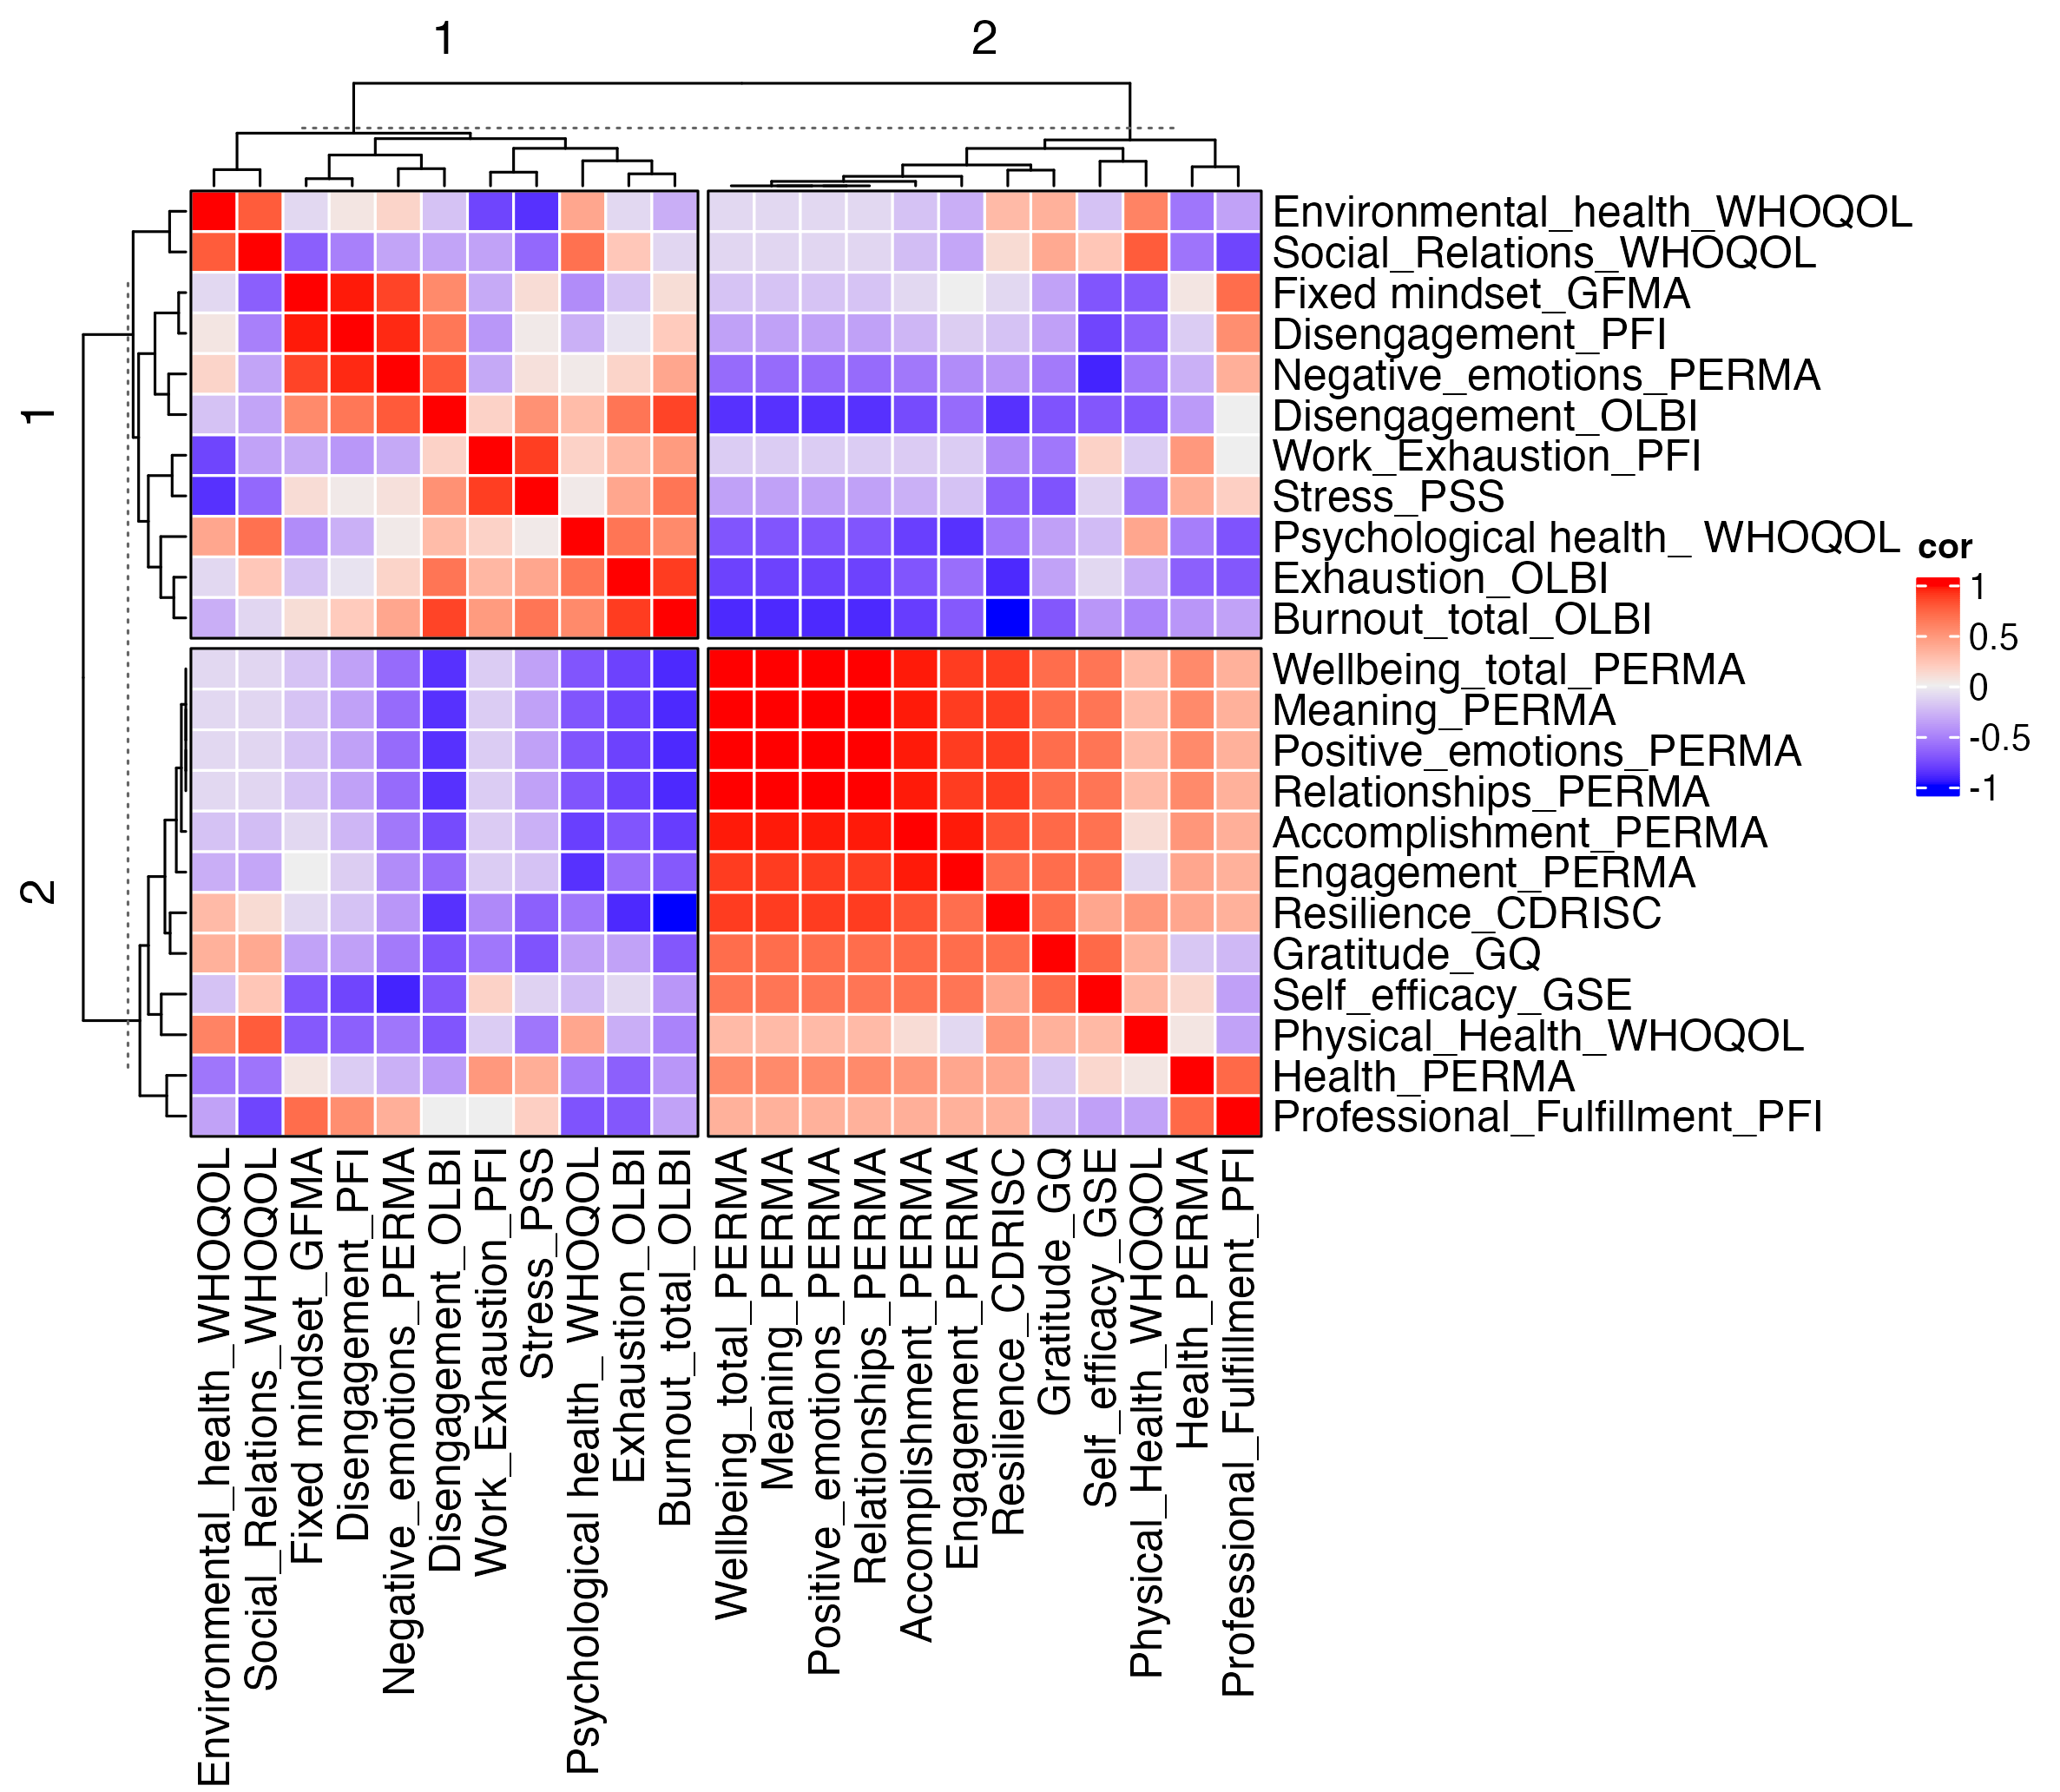 1
2
1
2
Environmental_health_WHOQOL
Social_Relations_WHOQOL
Fixed mindset_GFMA
Disengagement_PFI
Negative_emotions_PERMA
Disengagement_OLBI
Work_Exhaustion_PFI
Stress_PSS
Psychological health_ WHOQOL
Exhaustion_OLBI
Burnout_total_OLBI
Wellbeing_total_PERMA
Meaning_PERMA
Positive_emotions_PERMA
Relationships_PERMA
Accomplishment_PERMA
Engagement_PERMA
Resilience_CDRISC
Gratitude_GQ
Self_efficacy_GSE
Physical_Health_WHOQOL
Health_PERMA
Professional_Fulfillment_PFI
cor
1
0.5
0
-0.5
-1
Environmental_health_WHOQOL
Social_Relations_WHOQOL
Fixed mindset_GFMA
Disengagement_PFI
Negative_emotions_PERMA
Disengagement_OLBI
Work_Exhaustion_PFI
Stress_PSS
Psychological health_ WHOQOL
Exhaustion_OLBI
Burnout_total_OLBI
Wellbeing_total_PERMA
Meaning_PERMA
Positive_emotions_PERMA
Relationships_PERMA
Accomplishment_PERMA
Engagement_PERMA
Resilience_CDRISC
Gratitude_GQ
Self_efficacy_GSE
Physical_Health_WHOQOL
Health_PERMA
Professional_Fulfillment_PFI